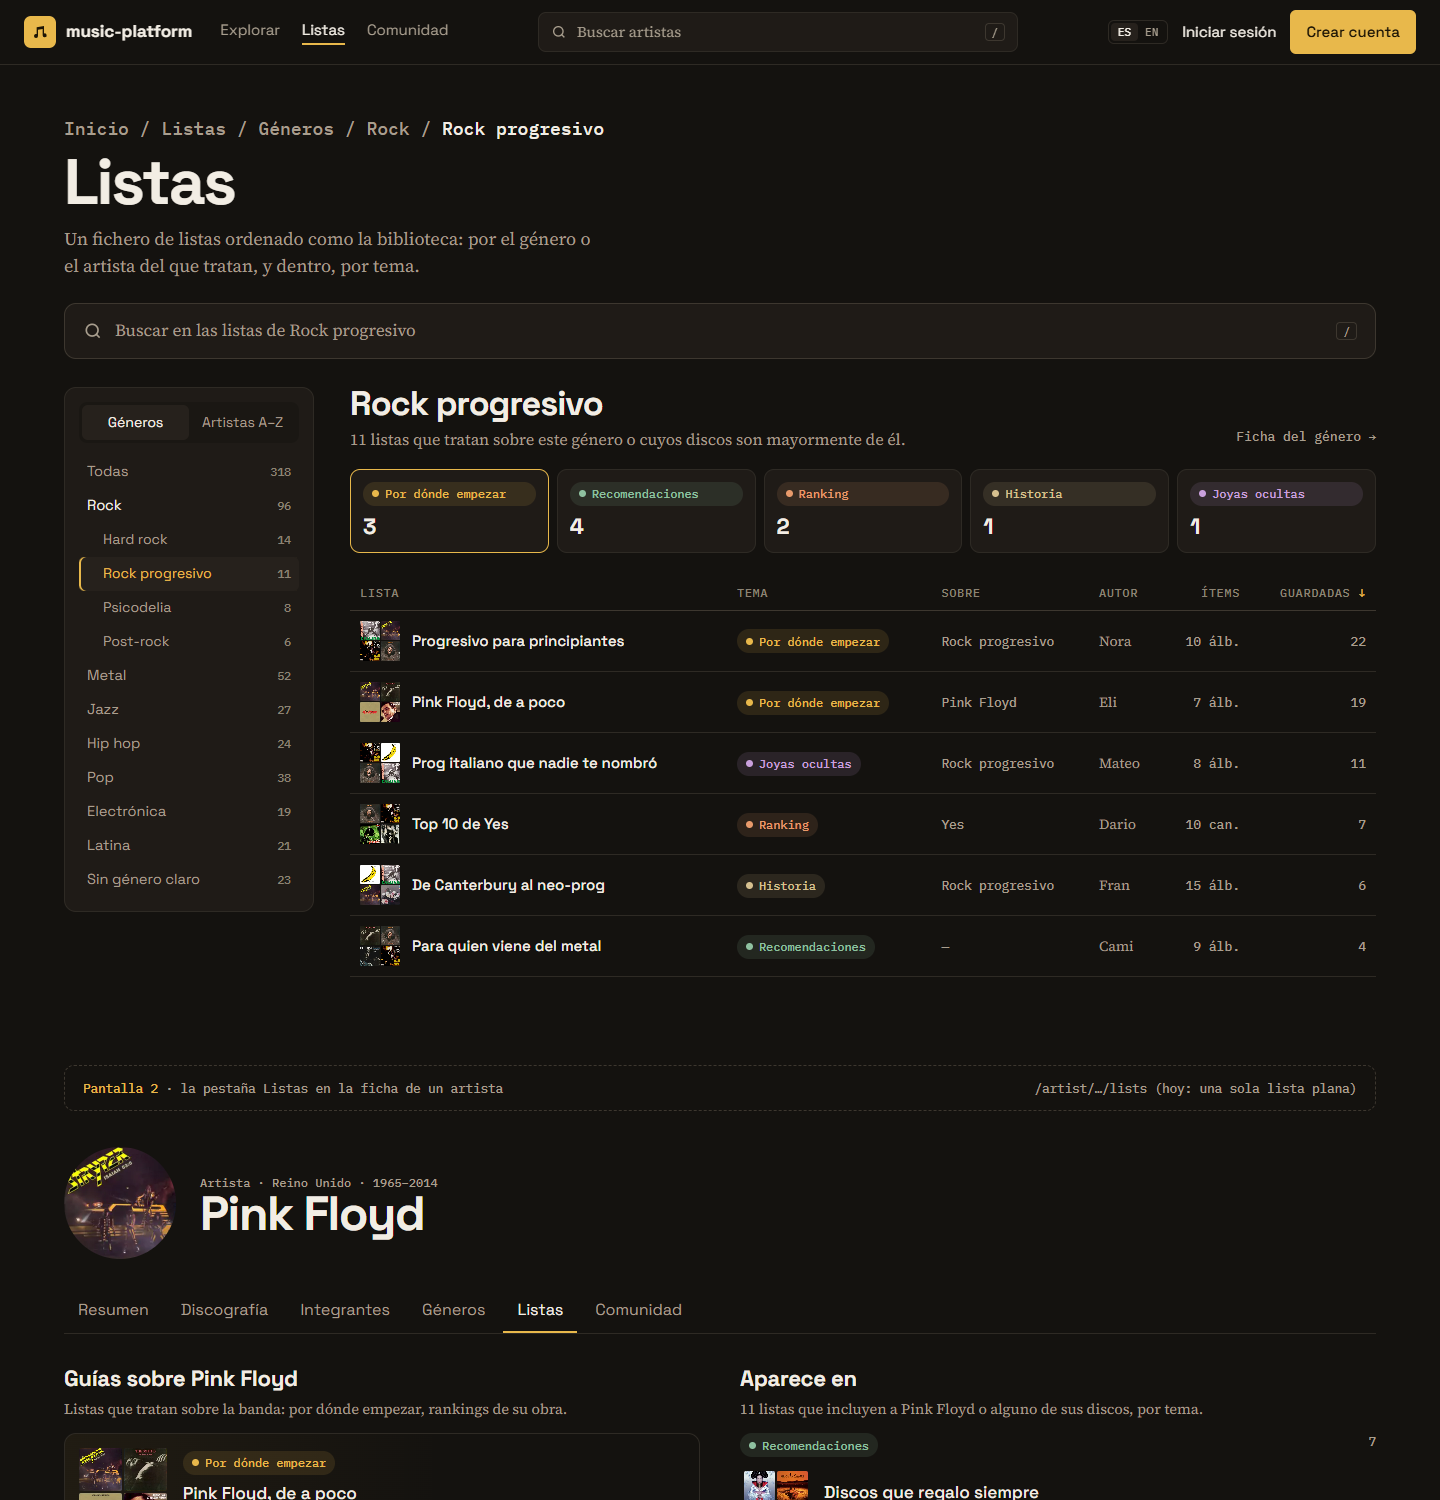 music-platform
Explorar
Listas
Comunidad
Buscar artistas
/
ES EN
Iniciar sesión
Crear cuenta
Inicio / Listas / Géneros / Rock / Rock progresivo
Listas
Un fichero de listas ordenado como la biblioteca: por el género o
el artista del que tratan, y dentro, por tema.
Buscar en las listas de Rock progresivo
/
Géneros
Artistas A–Z
Todas 318
Rock 96
Hard rock 14
Rock progresivo 11
Psicodelia 8
Post-rock 6
Metal 52
Jazz 27
Hip hop 24
Pop 38
Electrónica 19
Latina 21
Sin género claro 23
Rock progresivo
11 listas que tratan sobre este género o cuyos discos son mayormente de él.
Ficha del género →
Por dónde empezar
3
Recomendaciones
4
Ranking
2
Historia
1
Joyas ocultas
1
LISTA TEMA SOBRE AUTOR ÍTEMS GUARDADAS ↓
Progresivo para principiantes Por dónde empezar Rock progresivo Nora 10 álb. 22
Pink Floyd, de a poco Por dónde empezar Pink Floyd Eli 7 álb. 19
Prog italiano que nadie te nombró Joyas ocultas Rock progresivo Mateo 8 álb. 11
Top 10 de Yes Ranking Yes Dario 10 can. 7
De Canterbury al neo-prog Historia Rock progresivo Fran 15 álb. 6
Para quien viene del metal Recomendaciones — Cami 9 álb. 4
Pantalla 2 · la pestaña Listas en la ficha de un artista
/artist/…/lists (hoy: una sola lista plana)
STRYPER
ISAIAH 53:5
Artista · Reino Unido · 1965–2014
Pink Floyd
Resumen
Discografía
Integrantes
Géneros
Listas
Comunidad
Guías sobre Pink Floyd
Listas que tratan sobre la banda: por dónde empezar, rankings de su obra.
Por dónde empezar
Pink Floyd, de a poco
Aparece en
11 listas que incluyen a Pink Floyd o alguno de sus discos, por tema.
Recomendaciones
7
Discos que regalo siempre